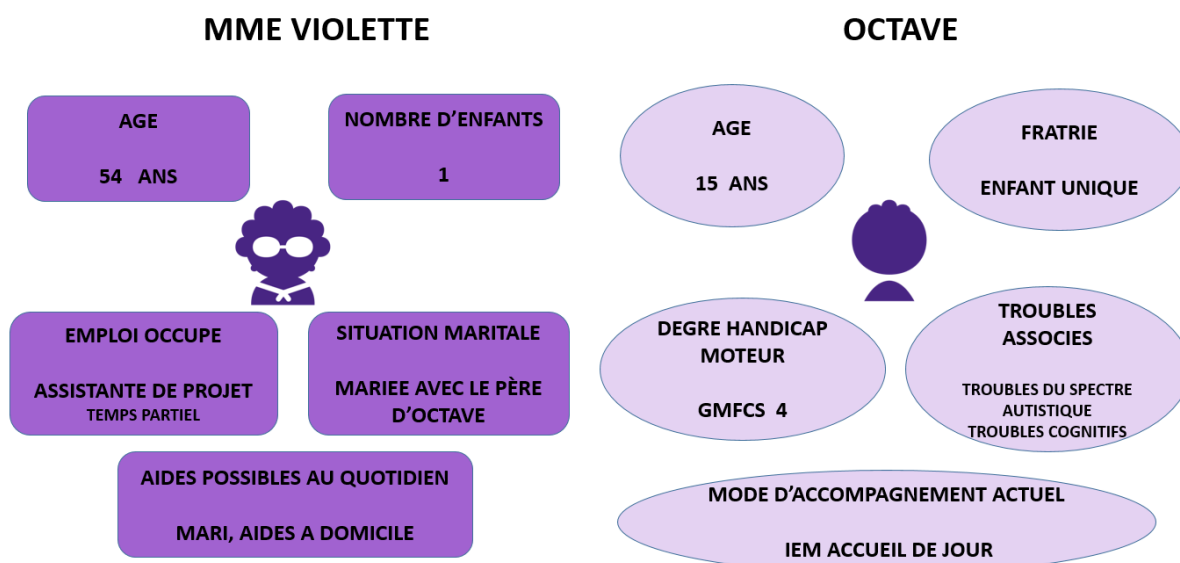 MME VIOLETTE
AGE
54 ANS
NOMBRE D'ENFANTS
1
EMPLOI OCCUPE
ASSISTANTE DE PROJET
TEMPS PARTIEL
SITUATION MARITALE
MARIEE AVEC LE PÈRE
D'OCTAVE
AIDES POSSIBLES AU QUOTIDIEN
MARI, AIDES A DOMICILE
OCTAVE
AGE
15 ANS
FRATRIE
ENFANT UNIQUE
DEGRE HANDICAP
MOTEUR
GMFCS 4
TROUBLES
ASSOCIES
TROUBLES DU SPECTRE
AUTISTIQUE
TROUBLES COGNITIFS
MODE D'ACCOMPAGNEMENT ACTUEL
IEM ACCUEIL DE JOUR